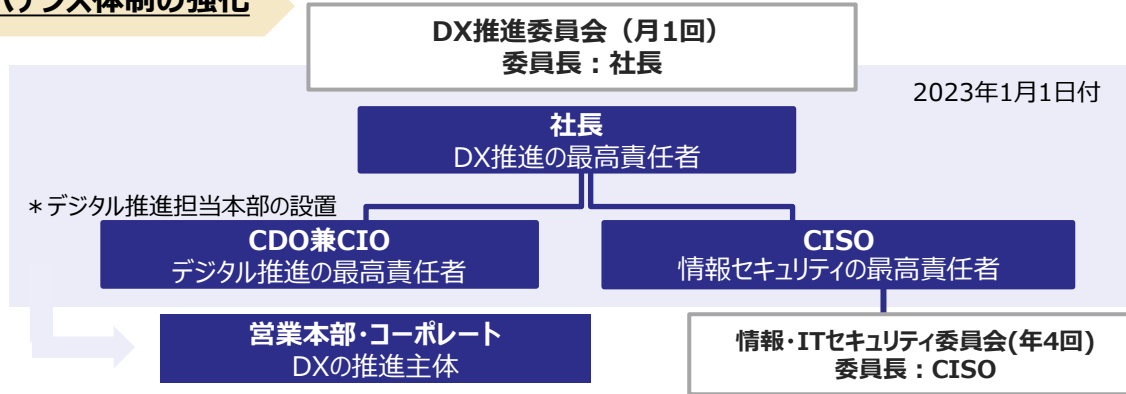 バナンス体制の強化
DX推進委員会（月1回）
委員長：社長
2023年1月1日付
社長
DX推進の最高責任者
＊デジタル推進担当本部の設置
CDO兼CIO
デジタル推進の最高責任者
CISO
情報セキュリティの最高責任者
営業本部・コーポレート
DXの推進主体
情報・ITセキュリティ委員会(年4回)
委員長：CISO